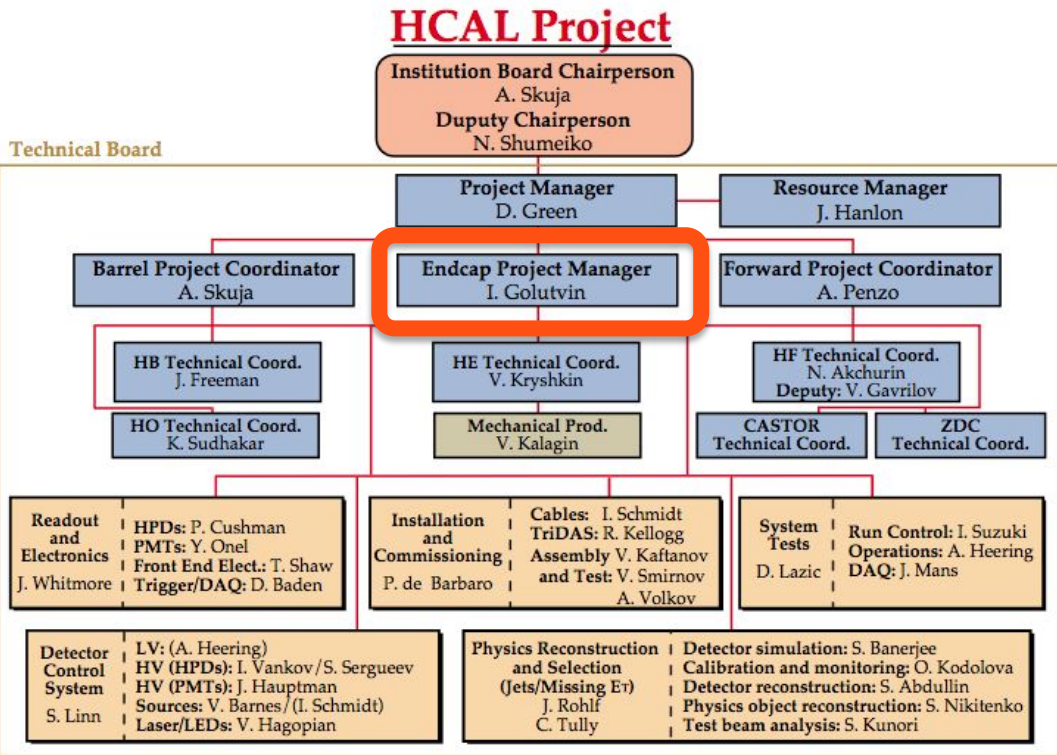 HCAL Project
Institution Board Chairperson
A. Skuja
Duputy Chairperson
N. Shumeiko
Technical Board
Project Manager
D. Green
Resource Manager
J. Hanlon
Barrel Project Coordinator
A. Skuja
Endcap Project Manager
I. Golutvin
Forward Project Coordinator
A. Penzo
HB Technical Coord.
J. Freeman
HE Technical Coord.
V. Kryshkin
HF Technical Coord.
N. Akchurin
Deputy: V. Gavrilov
HO Technical Coord.
K. Sudhakar
Mechanical Prod.
V. Kalagin
CASTOR
Technical Coord.
ZDC
Technical Coord.
Readout
and
Electronics
J. Whitmore
HPDs: P. Cushman
PMTs: Y. Onel
Front End Elect.: T. Shaw
Trigger/DAQ: D. Baden
Installation
and
Commissioning
P. de Barbaro
Cables: I. Schmidt
TriDAS: R. Kellogg
Assembly V. Kaftanov
and Test: V. Smirnov
A. Volkov
System
Tests
D. Lazic
Run Control: I. Suzuki
Operations: A. Heering
DAQ: J. Mans
Detector
Control
System
S. Linn
LV: (A. Heering)
HV (HPDs): I. Vankov/S. Sergueev
HV (PMTs): J. Hauptman
Sources: V. Barnes/(I. Schmidt)
Laser/LEDs: V. Hagopian
Physics Reconstruction
and Selection
(Jets/Missing ET)
J. Rohlf
C. Tully
Detector simulation: S. Banerjee
Calibration and monitoring: O. Kodolova
Detector reconstruction: S. Abdullin
Physics object reconstruction: S. Nikitenko
Test beam analysis: S. Kunori